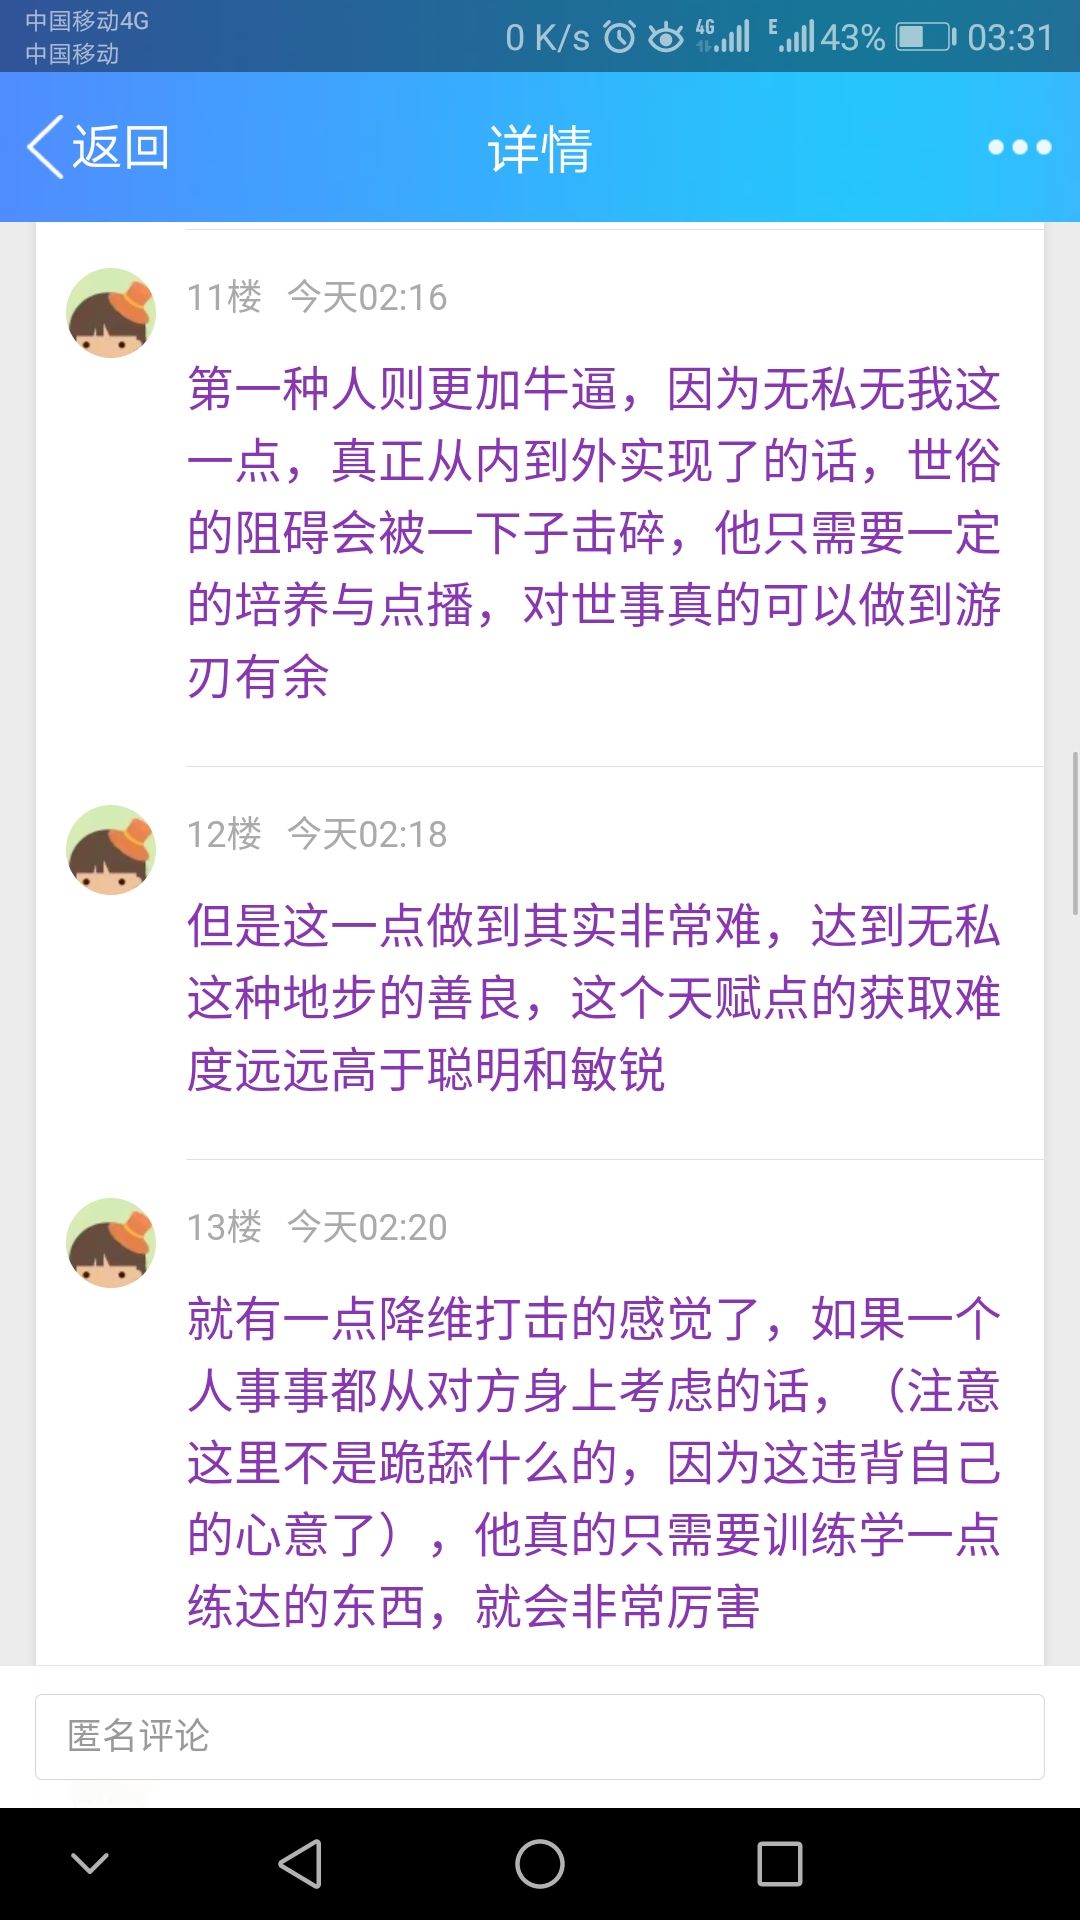 中国移动4G
中国移动
0 K/s 4G E 43% 03:31
返回 详情
11楼 今天02:16
第一种人则更加牛逼，因为无私无我这
一点，真正从内到外实现了的话，世俗
的阻碍会被一下子击碎，他只需要一定
的培养与点播，对世事真的可以做到游
刃有余
12楼 今天02:18
但是这一点做到其实非常难，达到无私
这种地步的善良，这个天赋点的获取难
度远远高于聪明和敏锐
13楼 今天02:20
就有一点降维打击的感觉了，如果一个
人事事都从对方身上考虑的话，（注意
这里不是跪舔什么的，因为这违背自己
的心意了），他真的只需要训练学一点
练达的东西，就会非常厉害
匿名评论